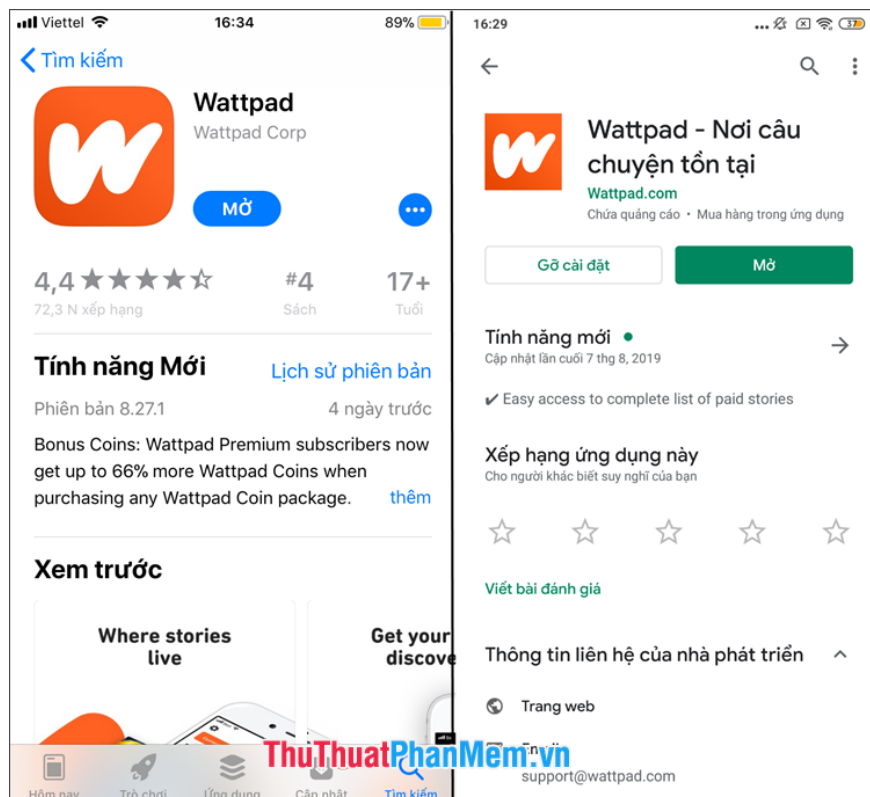 Viettel 16:34 89%
Tìm kiếm
Wattpad
Wattpad Corp
MỞ
4,4 #4 17+
72,3 N xếp hạng Sách Tuổi
Tính năng Mới Lịch sử phiên bản
Phiên bản 8.27.1 4 ngày trước
Bonus Coins: Wattpad Premium subscribers now
get up to 66% more Wattpad Coins when
purchasing any Wattpad Coin package. thêm
Xem trước
Where stories
live
Get your
discove
Hôm nay Trò chơi Ứng dụng Cập nhật Tìm kiếm
16:29 37
Wattpad - Nơi câu
chuyện tồn tại
Wattpad.com
Chứa quảng cáo • Mua hàng trong ứng dụng
Gỡ cài đặt Mở
Tính năng mới
Cập nhật lần cuối 7 thg 8, 2019
✔ Easy access to complete list of paid stories
Xếp hạng ứng dụng này
Cho người khác biết suy nghĩ của bạn
Viết bài đánh giá
Thông tin liên hệ của nhà phát triển
Trang web
support@wattpad.com
ThuThuatPhanMem.vn